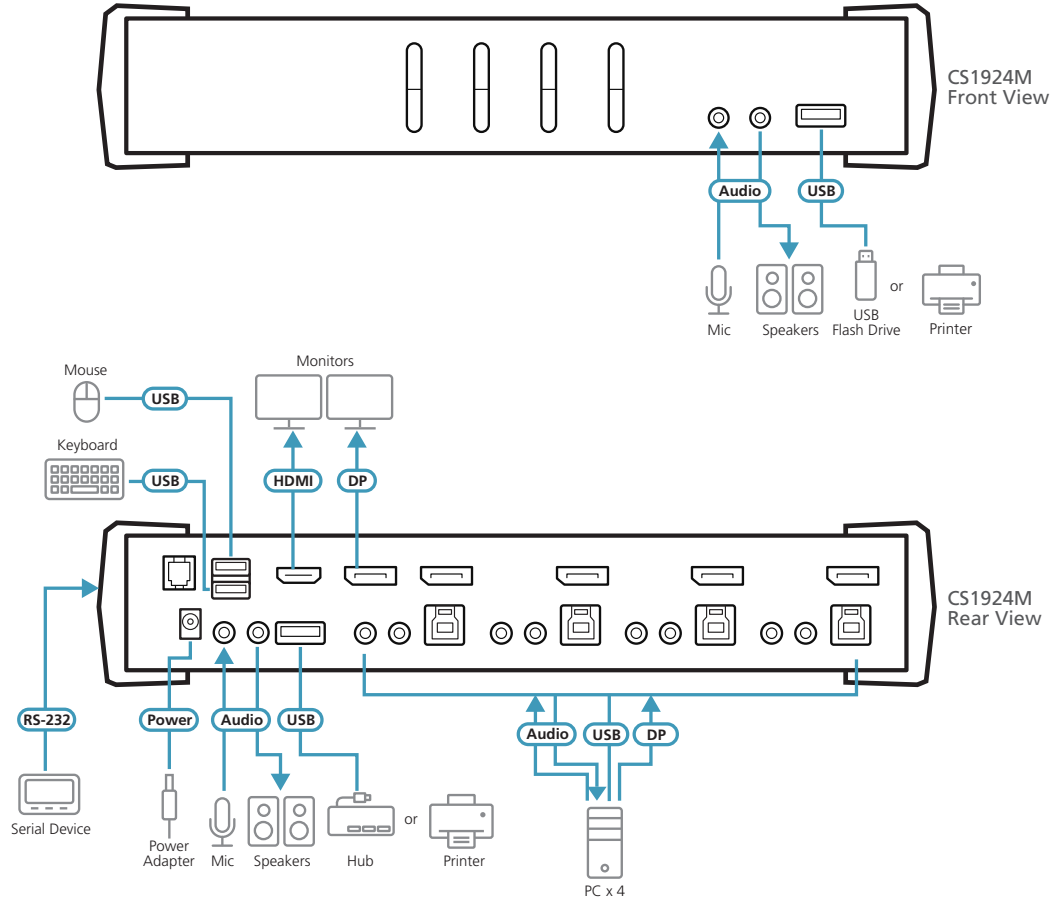 CS1924M
Front View
Audio
USB
Mic
Speakers
USB
Flash Drive
or
Printer
Monitors
Mouse
USB
Keyboard
USB
HDMI
DP
CS1924M
Rear View
RS-232
Power
Audio
USB
Audio
USB
DP
Serial Device
Power
Adapter
Mic
Speakers
Hub
or
Printer
PC x 4